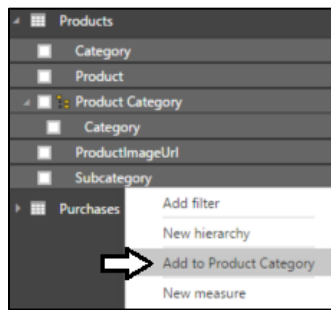 Products
Category
Product
Product Category
Category
ProductImageUrl
Subcategory
Purchases
Add filter
New hierarchy
Add to Product Category
New measure